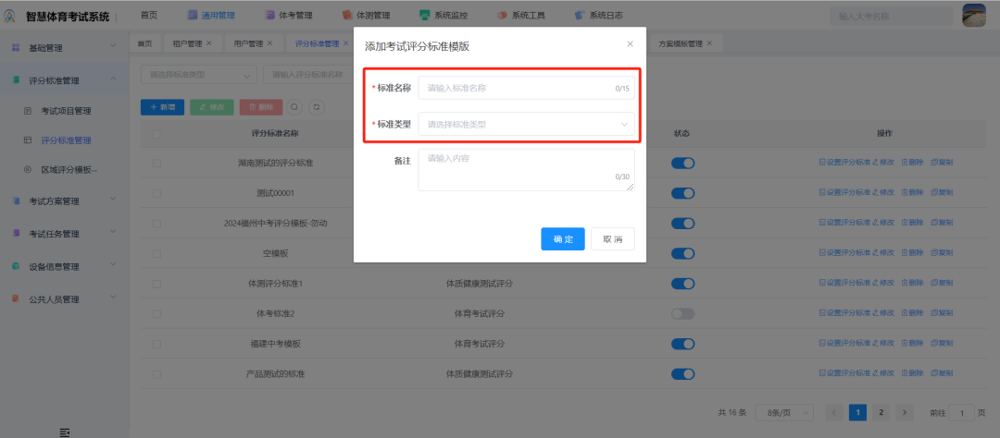 智慧体育考试系统 首页 通用管理 体考管理 体测管理 系统监控 系统工具 系统日志 输入大考名称
基础管理
评分标准管理
考试项目管理
评分标准管理
区域评分模板...
考试方案管理
考试任务管理
设备信息管理
公共人员管理
首页 租户管理 × 用户管理 × 评分标准管理 × 方案模版管理 ×
请选择标准类型 请输入评分标准名称
+ 新增 修改 删除
评分标准名称 状态 操作
湖南测试的评分标准 设置评分标准 修改 删除 复制
测试00001 设置评分标准 修改 删除 复制
2024福州中考评分模板-勿动 设置评分标准 修改 删除 复制
空模板 设置评分标准 修改 删除 复制
体测评分标准1 体质健康测试评分 设置评分标准 修改 删除 复制
体考标准2 体育考试评分 设置评分标准 修改 删除 复制
福建中考模板 体育考试评分 设置评分标准 修改 删除 复制
产品测试的标准 体质健康测试评分 设置评分标准 修改 删除 复制
共 16 条 8条/页 < 1 2 > 前往 1 页
添加考试评分标准模版 ×
* 标准名称 请输入标准名称 0/15
* 标准类型 请选择标准类型
备注 请输入内容
0/30
确 定 取 消